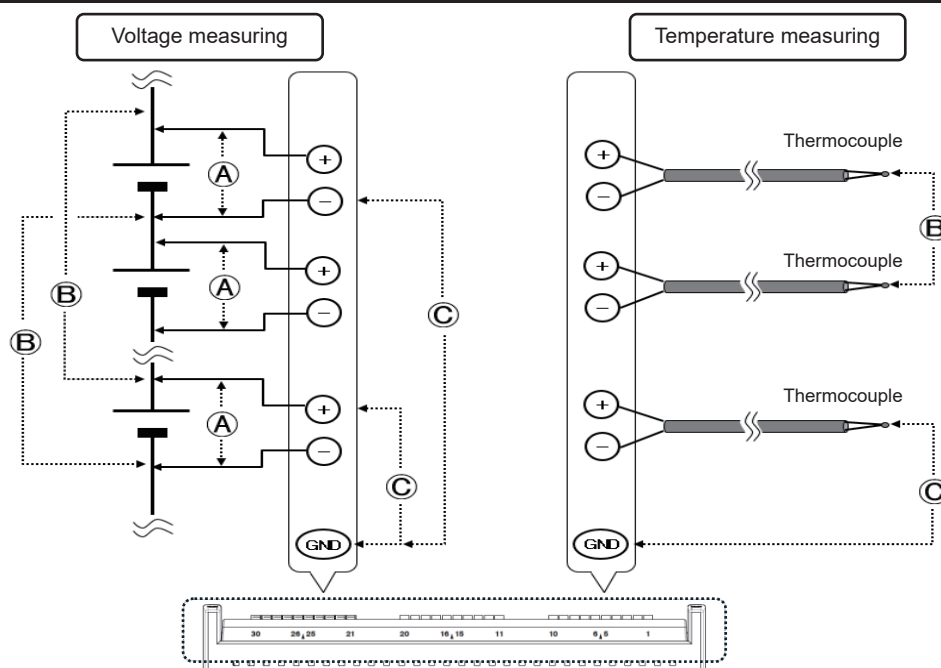 Voltage measuring
Temperature measuring
A
B
B
+
−
A
+
−
A
+
−
C
C
GND
Thermocouple
+
−
B
Thermocouple
+
−
Thermocouple
+
−
C
GND
30 26 25 21 20 16 15 11 10 6 5 1